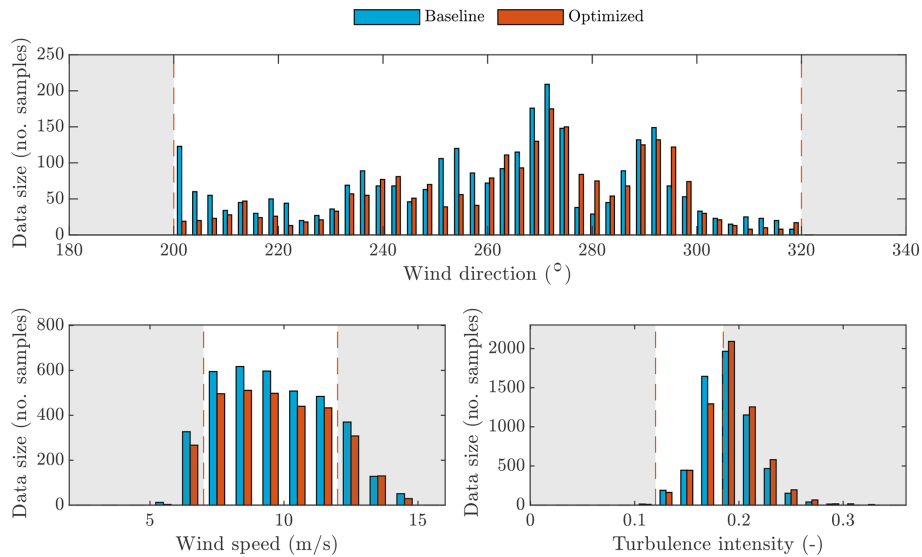 Baseline Optimized
Data size (no. samples)
250
200
150
100
50
0
180 200 220 240 260 280 300 320 340
Wind direction (°)
Data size (no. samples)
800
600
400
200
0
5 10 15
Wind speed (m/s)
Data size (no. samples)
2000
1500
1000
500
0
0 0.1 0.2 0.3
Turbulence intensity (-)